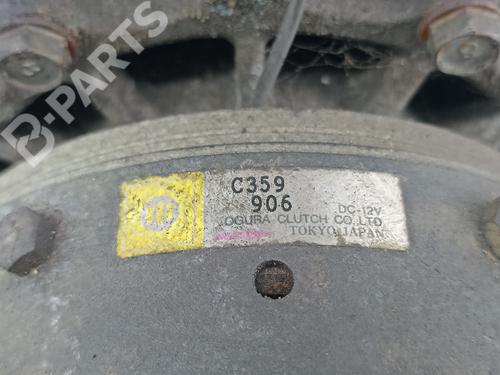 B-PARTS
C359
906
DC-12V
OGURA CLUTCH CO.,LTD
TOKYO JAPAN